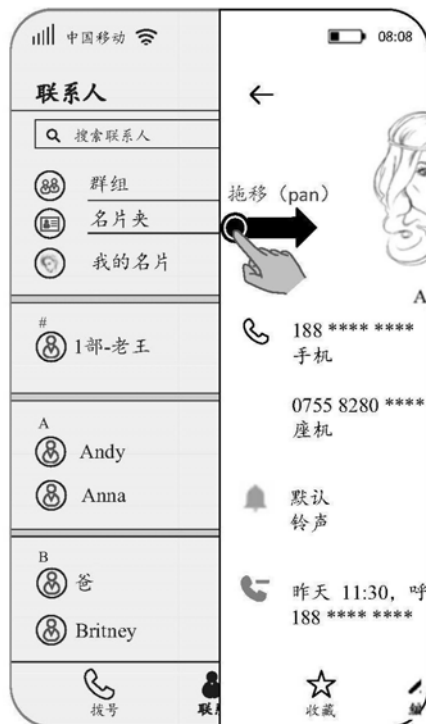 中国移动
08:08
联系人
搜索联系人
群组
名片夹
我的名片
#
1部-老王
A
Andy
Anna
B
爸
Britney
拨号
联
拖移（pan）
A
188 **** ****
手机
0755 8280 ****
座机
默认
铃声
昨天 11:30，呼
188 **** ****
收藏